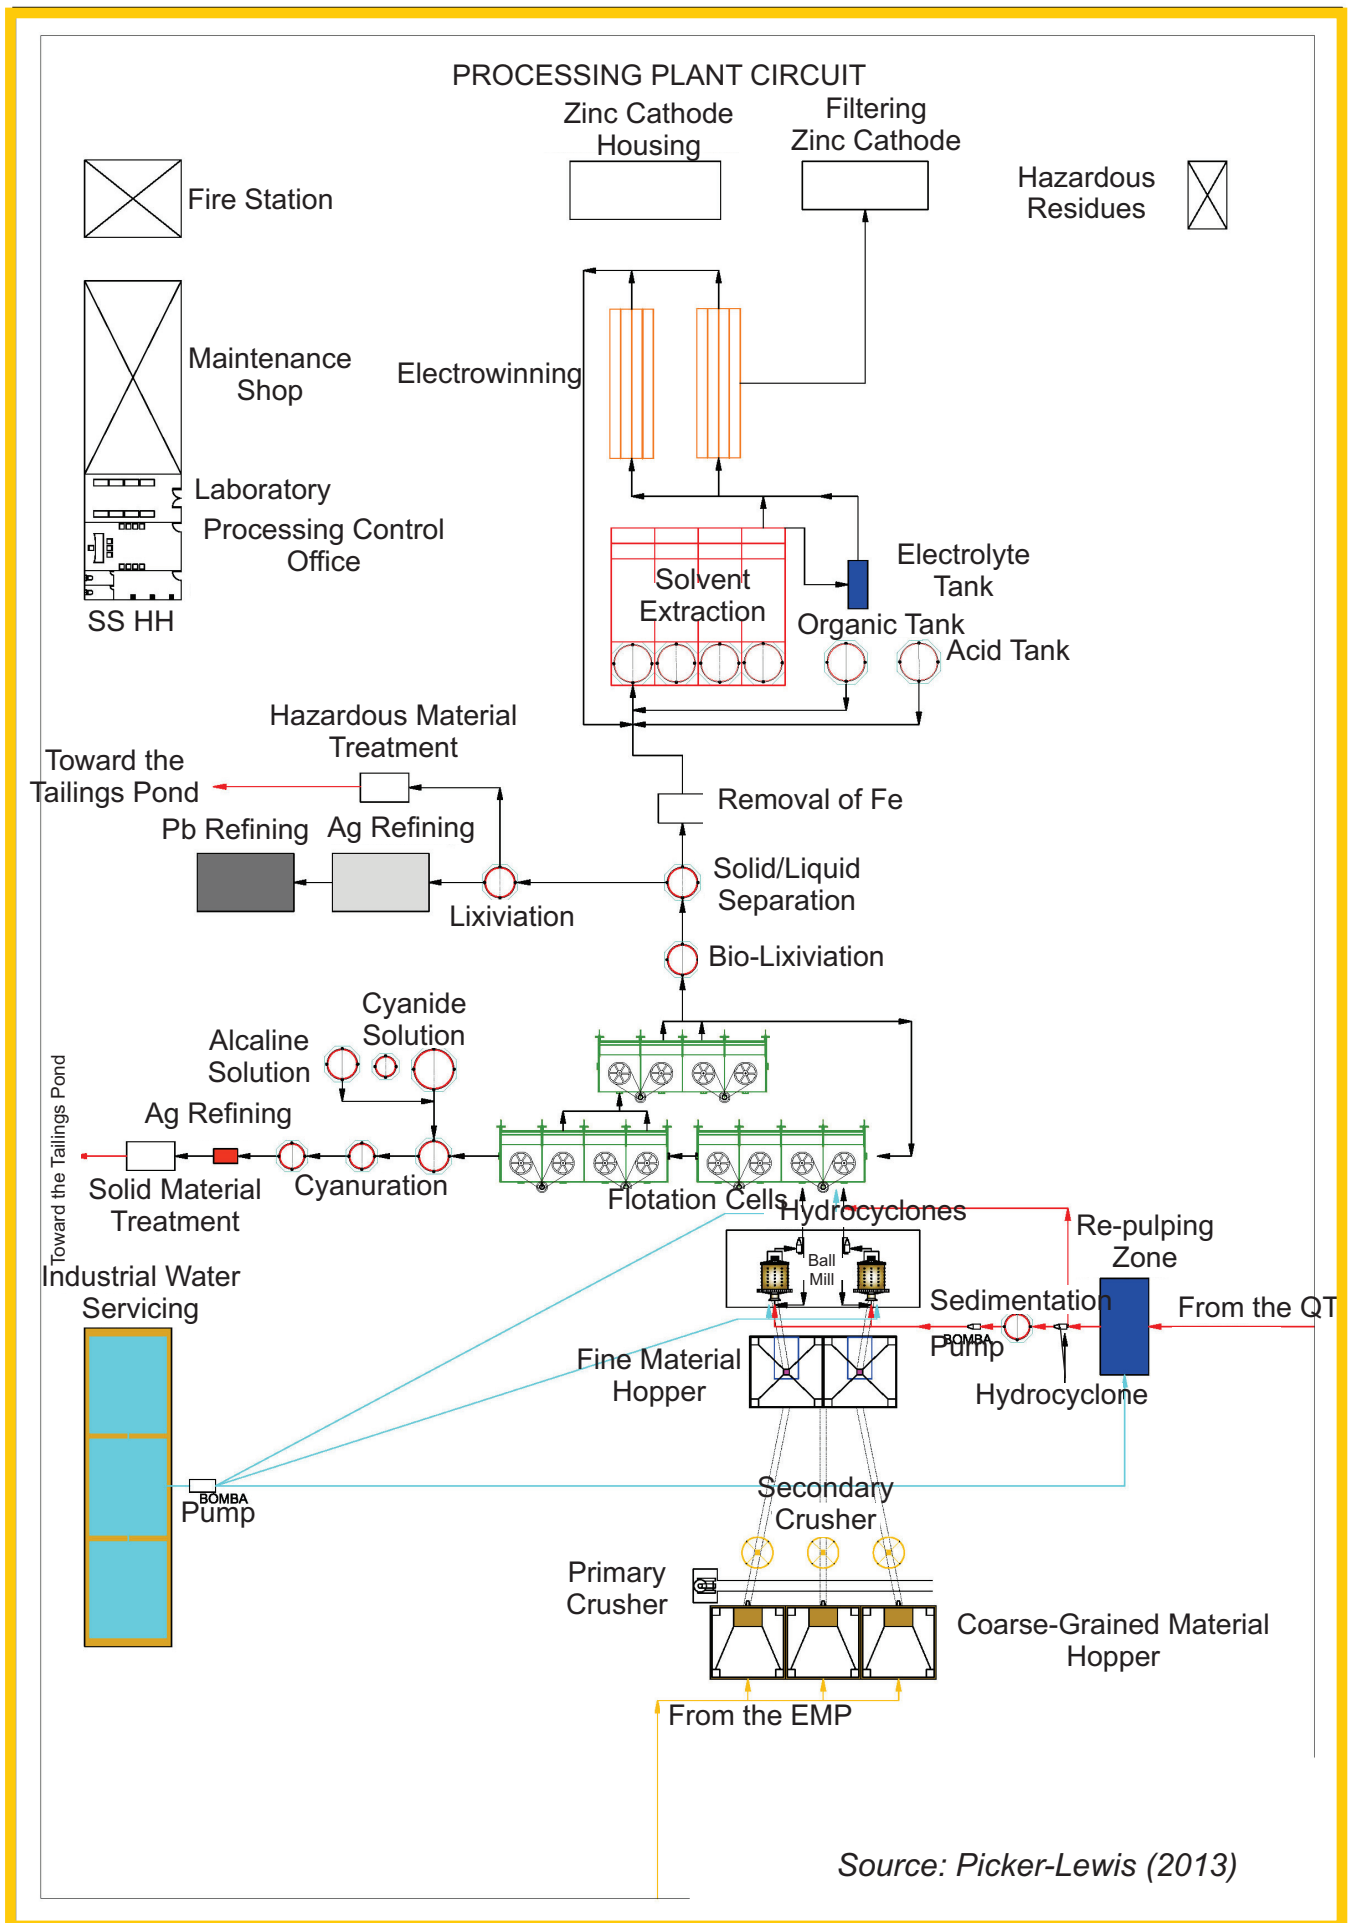 PROCESSING PLANT CIRCUIT
Zinc Cathode
Housing
Filtering
Zinc Cathode
Hazardous
Residues
Fire Station
Maintenance
Shop
Electrowinning
Laboratory
Processing Control
Office
SS HH
Solvent
Extraction
Electrolyte
Tank
Organic Tank
Acid Tank
Hazardous Material
Treatment
Toward the
Tailings Pond
Removal of Fe
Pb Refining
Ag Refining
Solid/Liquid
Separation
Lixiviation
Bio-Lixiviation
Cyanide
Solution
Alcaline
Solution
Ag Refining
Toward the Tailings Pond
Solid Material
Treatment
Cyanuration
Flotation Cells
Hydrocyclones
Re-pulping
Zone
Ball
Mill
Industrial Water
Servicing
Sedimentation
From the QT
BOMBA
Pump
Fine Material
Hopper
Hydrocyclone
BOMBA
Pump
Secondary
Crusher
Primary
Crusher
Coarse-Grained Material
Hopper
From the EMP
Source: Picker-Lewis (2013)